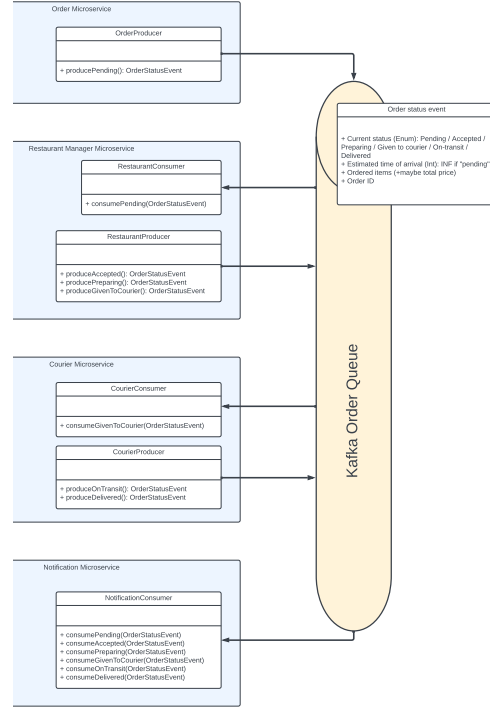 Order Microservice
OrderProducer
+ producePending(): OrderStatusEvent
Order status event
+ Current status (Enum): Pending / Accepted /
Preparing / Given to courier / On-transit /
Delivered
+ Estimated time of arrival (Int): INF if "pending"
+ Ordered items (+maybe total price)
+ Order ID
Restaurant Manager Microservice
RestaurantConsumer
+ consumePending(OrderStatusEvent)
RestaurantProducer
+ produceAccepted(): OrderStatusEvent
+ producePreparing(): OrderStatusEvent
+ produceGivenToCourier(): OrderStatusEvent
Kafka Order Queue
Courier Microservice
CourierConsumer
+ consumeGivenToCourier(OrderStatusEvent)
CourierProducer
+ produceOnTransit(): OrderStatusEvent
+ produceDelivered(): OrderStatusEvent
Notification Microservice
NotificationConsumer
+ consumePending(OrderStatusEvent)
+ consumeAccepted(OrderStatusEvent)
+ consumePreparing(OrderStatusEvent)
+ consumeGivenToCourier(OrderStatusEvent)
+ consumeOnTransit(OrderStatusEvent)
+ consumeDelivered(OrderStatusEvent)